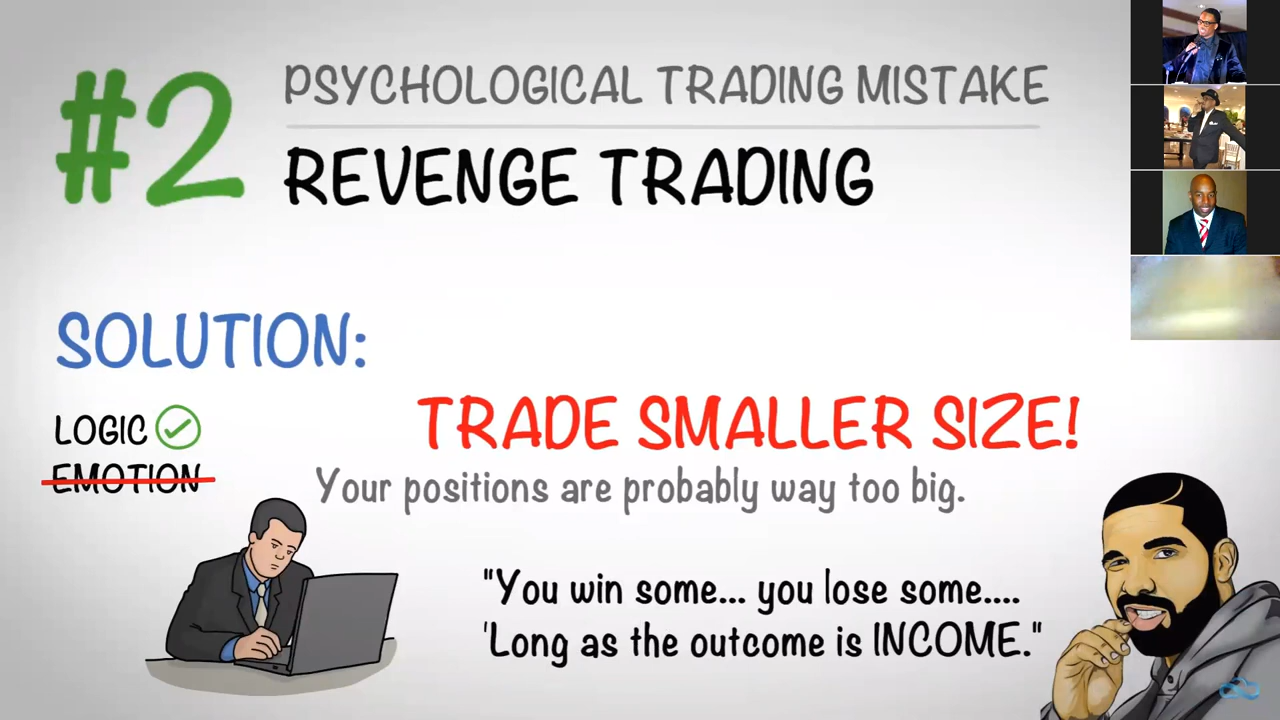 #2
PSYCHOLOGICAL TRADING MISTAKE
REVENGE TRADING
SOLUTION:
LOGIC
EMOTION
TRADE SMALLER SIZE!
Your positions are probably way too big.
"You win some... you lose some....
'Long as the outcome is INCOME."